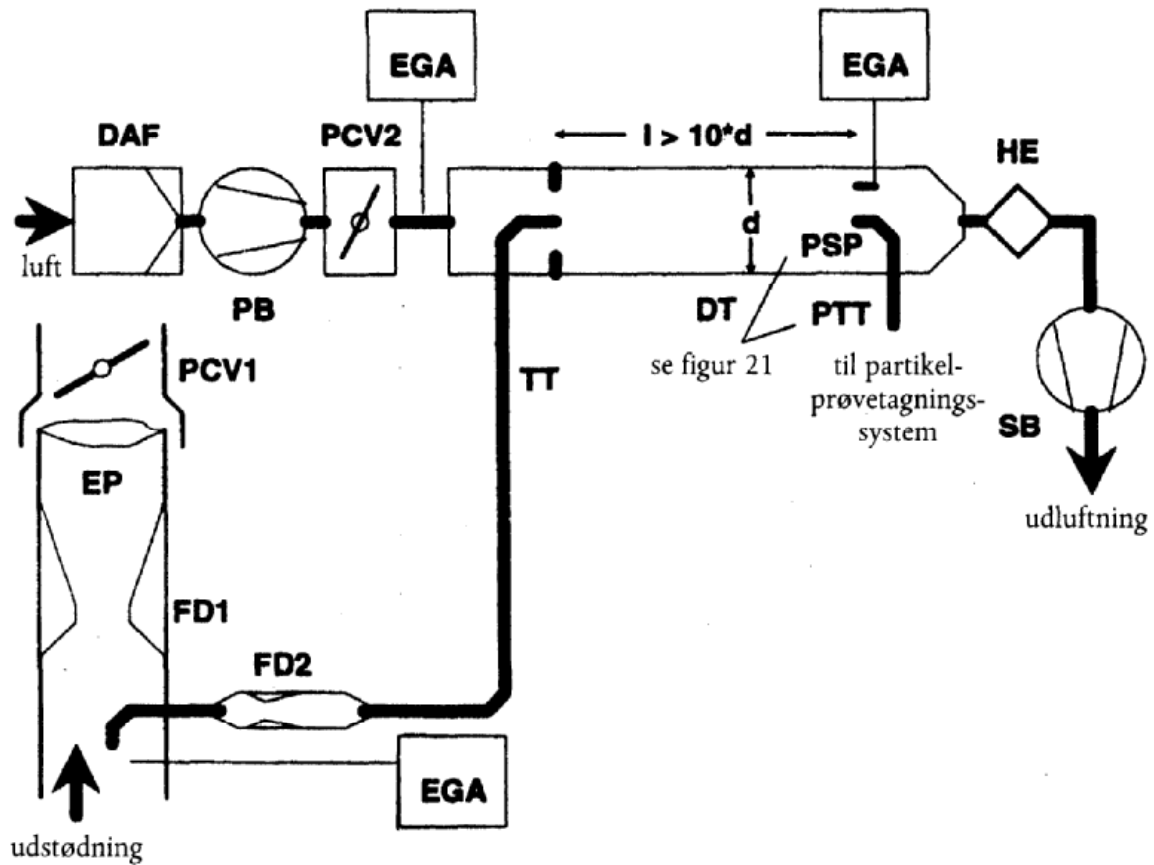 EGA
EGA
DAF
PCV2
l > 10*d
HE
luft
d
PSP
PB
DT
PTT
PCV1
TT
se figur 21
til partikel-
prøvetagnings-
system
SB
EP
udluftning
FD1
FD2
EGA
udstødning